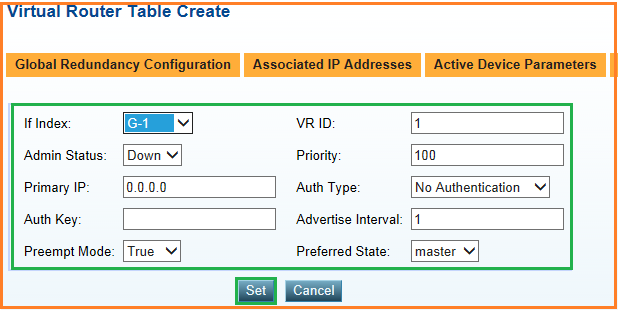 Virtual Router Table Create
Global Redundancy Configuration Associated IP Addresses Active Device Parameters
If Index: G-1 VR ID: 1
Admin Status: Down Priority: 100
Primary IP: 0.0.0.0 Auth Type: No Authentication
Auth Key: Advertise Interval: 1
Preempt Mode: True Preferred State: master
Set Cancel